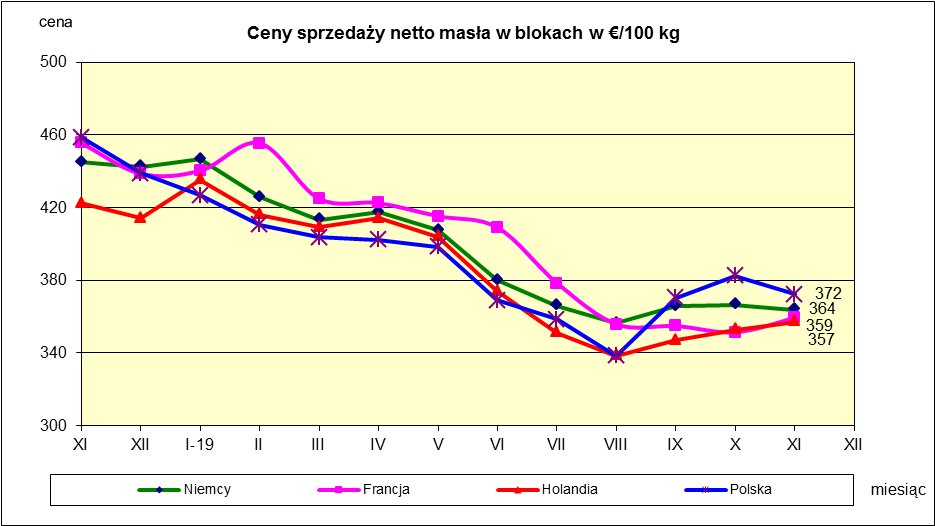 cena
Ceny sprzedaży netto masła w blokach w €/100 kg
500
460
420
380
340
300
372
364
359
357
XI XII I-19 II III IV V VI VII VIII IX X XI XII
Niemcy Francja Holandia Polska
miesiąc